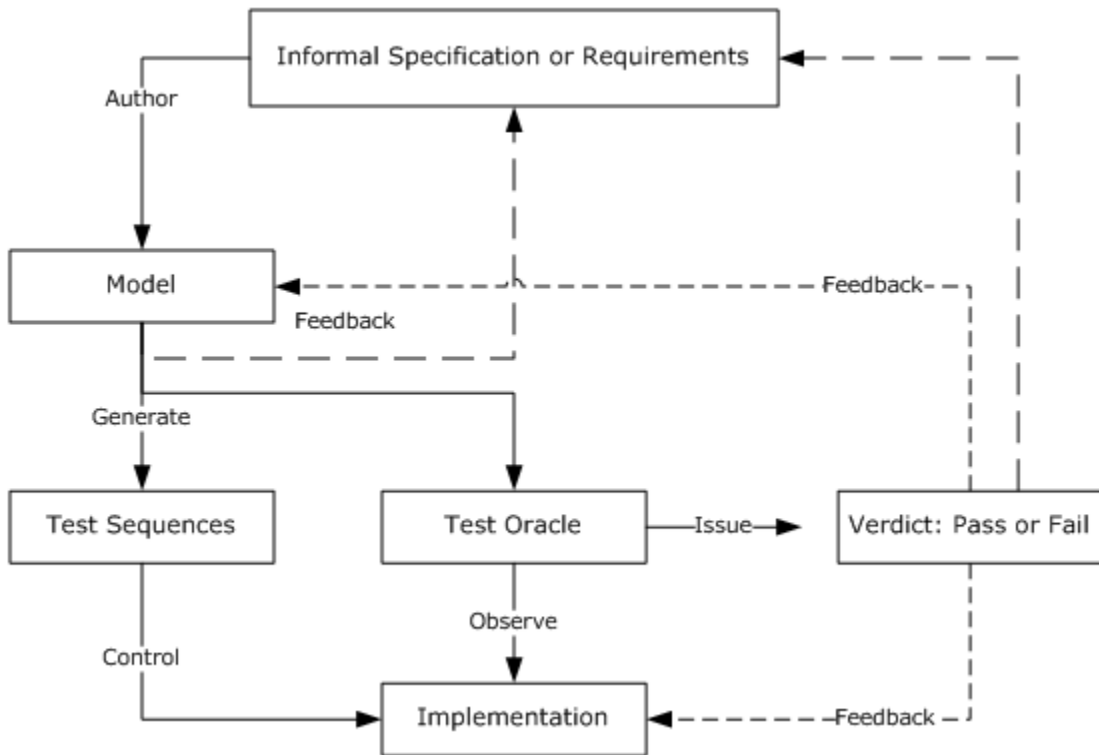 Informal Specification or Requirements
Author
Model
Feedback
Feedback
Generate
Test Sequences
Test Oracle
Issue
Verdict: Pass or Fail
Observe
Control
Implementation
Feedback